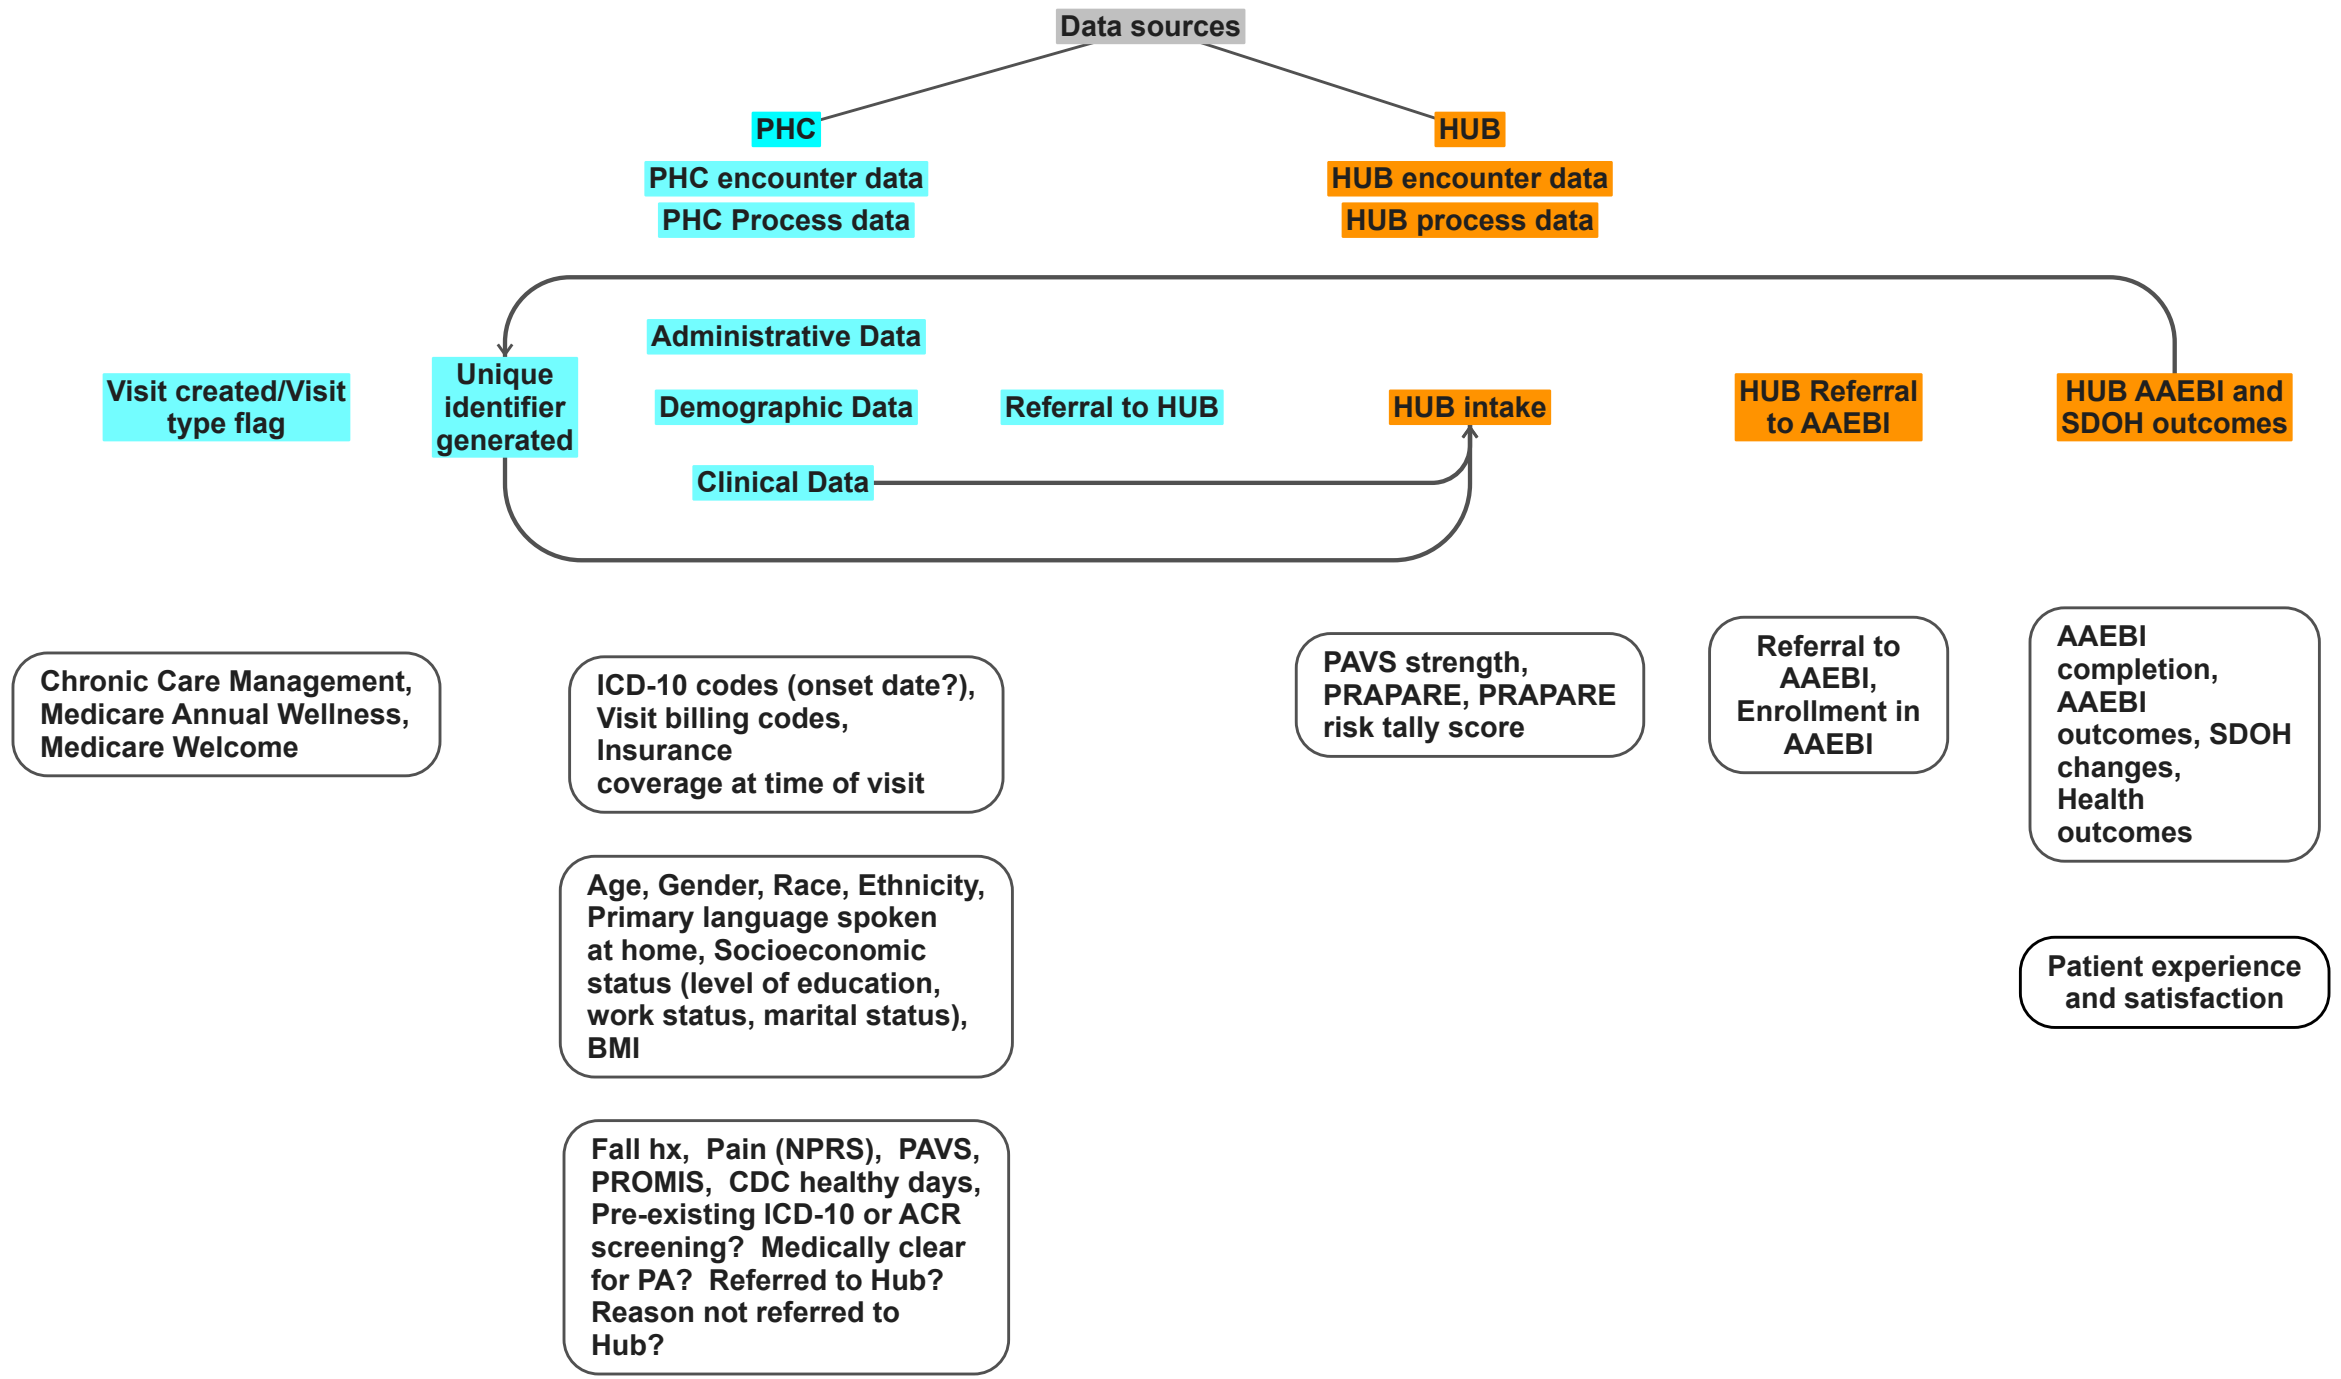 Data sources
PHC
HUB
PHC encounter data
HUB encounter data
PHC Process data
HUB process data
Administrative Data
Visit created/Visit
type flag
Unique
identifier
generated
Demographic Data
Referral to HUB
HUB intake
HUB Referral
to AAEBI
HUB AAEBI and
SDOH outcomes
Clinical Data
Chronic Care Management,
Medicare Annual Wellness,
Medicare Welcome
ICD-10 codes (onset date?),
Visit billing codes,
Insurance
coverage at time of visit
PAVS strength,
PRAPARE, PRAPARE
risk tally score
Referral to
AAEBI,
Enrollment in
AAEBI
AAEBI
completion,
AAEBI
outcomes, SDOH
changes,
Health
outcomes
Age, Gender, Race, Ethnicity,
Primary language spoken
at home, Socioeconomic
status (level of education,
work status, marital status),
BMI
Patient experience
and satisfaction
Fall hx,  Pain (NPRS),  PAVS,
PROMIS,  CDC healthy days,
Pre-existing ICD-10 or ACR
screening?  Medically clear
for PA?  Referred to Hub?
Reason not referred to
Hub?